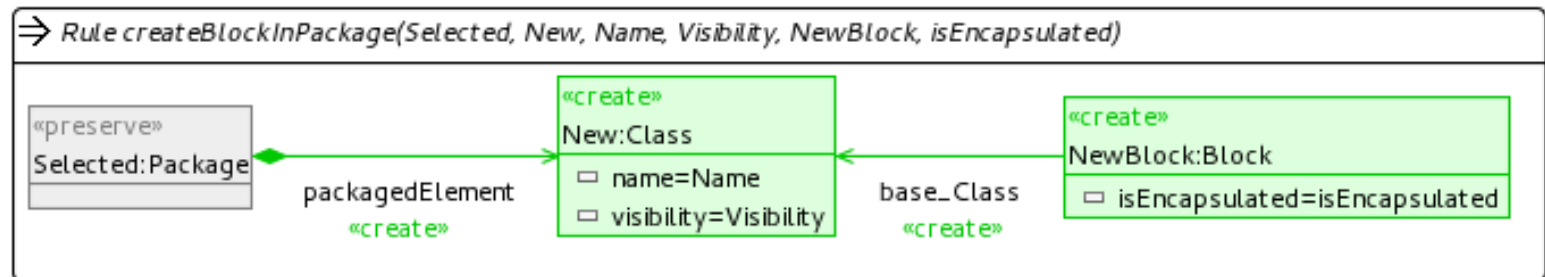 Rule createBlockInPackage(Selected, New, Name, Visibility, NewBlock, isEncapsulated)
«preserve»
Selected:Package
packagedElement
«create»
«create»
New:Class
name=Name
visibility=Visibility
base_Class
«create»
«create»
NewBlock:Block
isEncapsulated=isEncapsulated